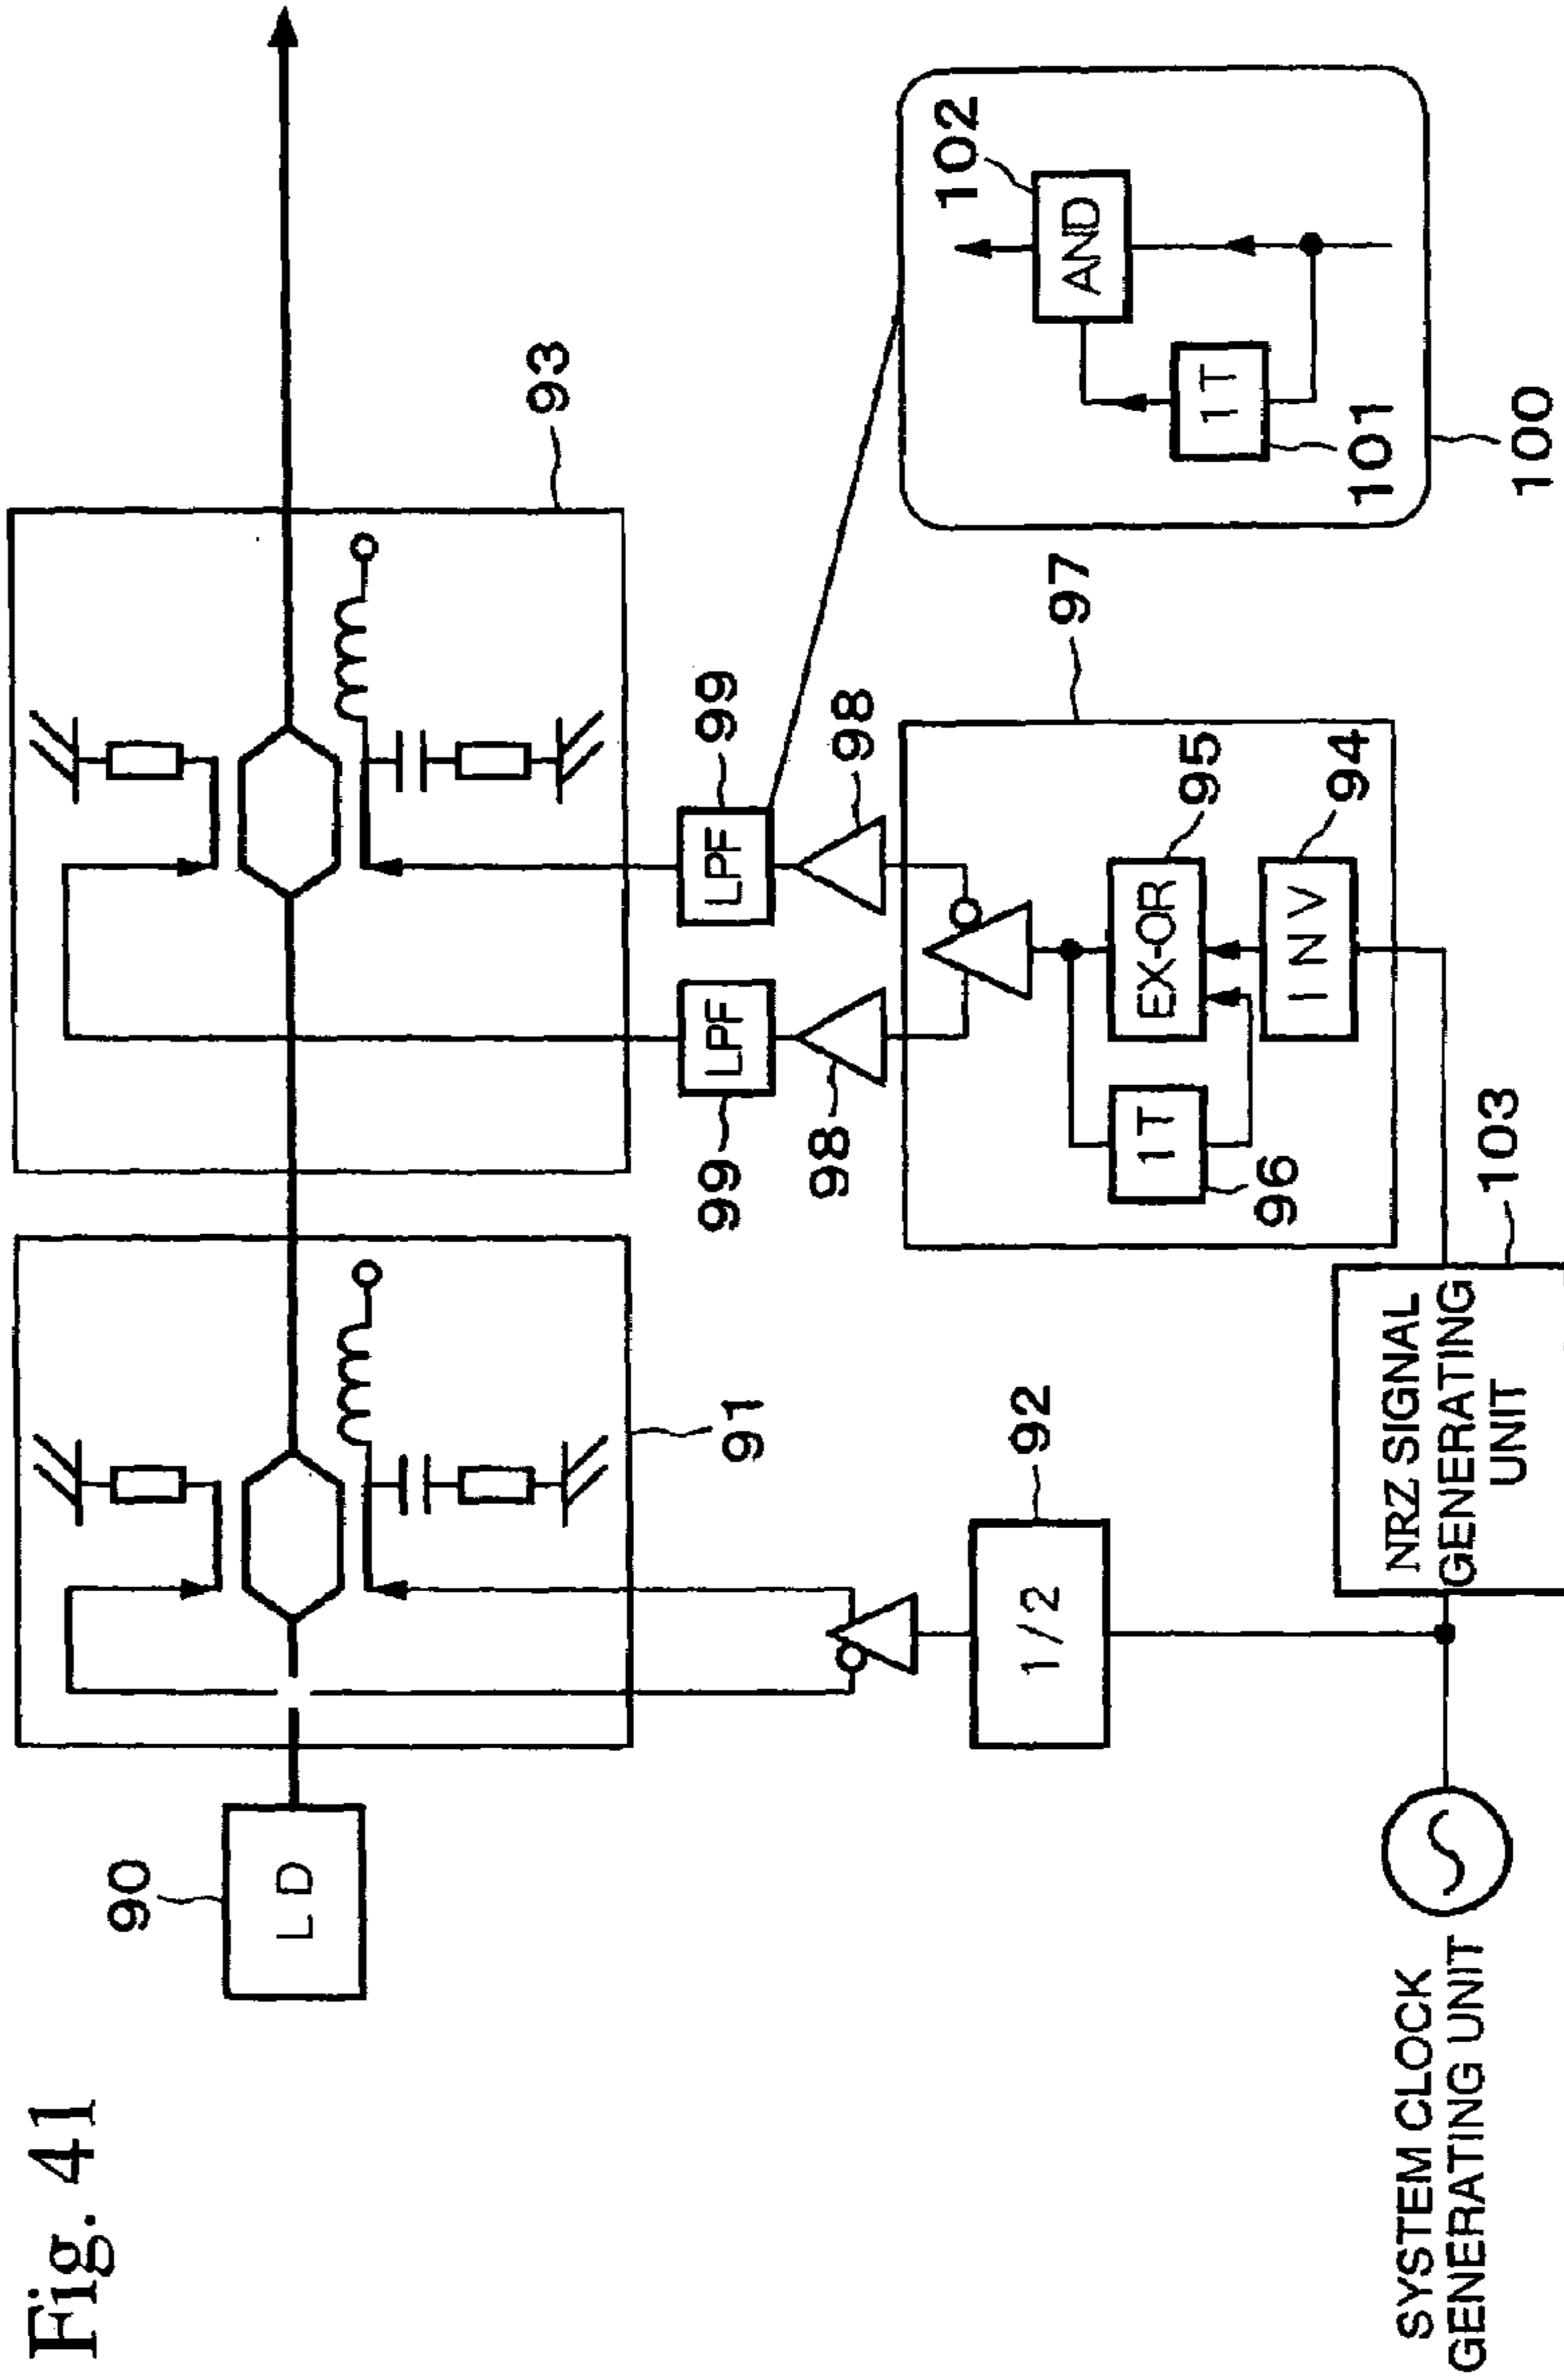 Fig. 41
90
L D
91
93
92
1/2
99
LPF
99
LPF
98
98
97
95
EX-OR
94
INV
1T
96
102
AND
1T
101
100
103
NRZ SIGNAL
GENERATING
UNIT
SYSTEM CLOCK
GENERATING UNIT